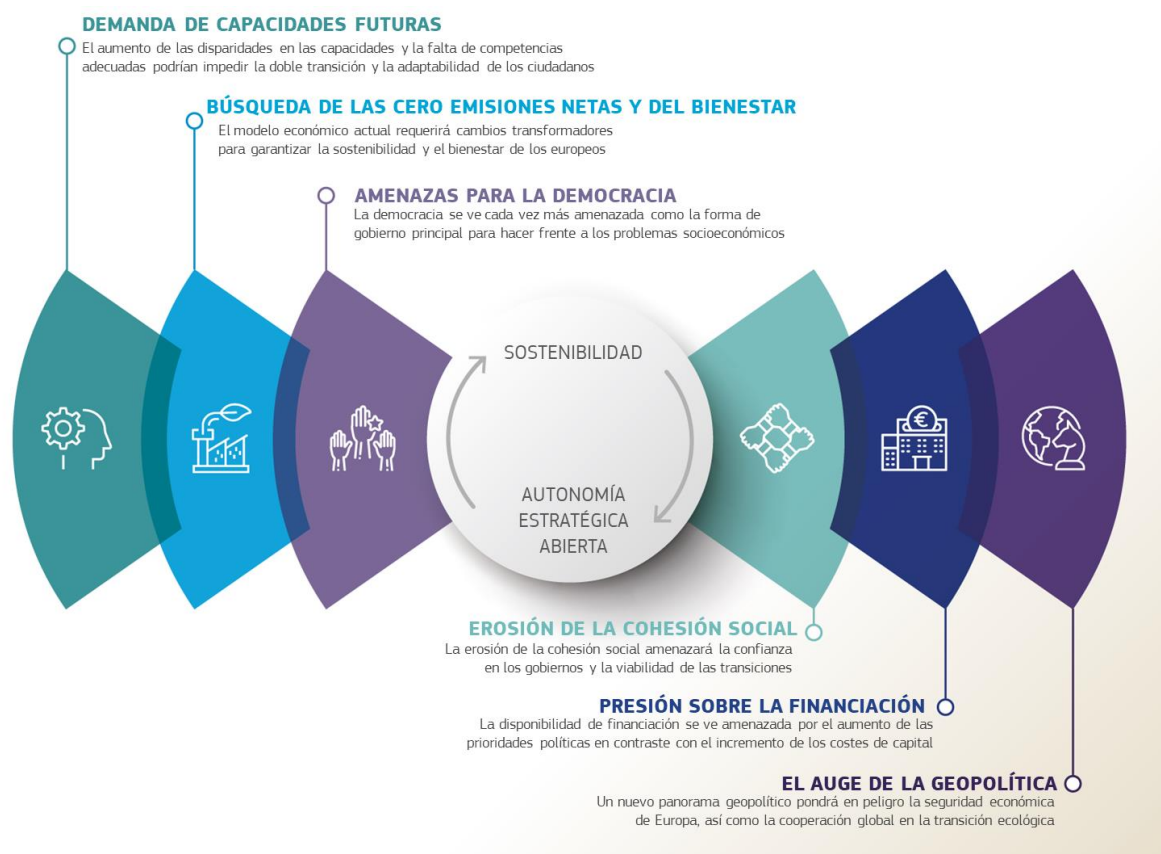 DEMANDA DE CAPACIDADES FUTURAS
El aumento de las disparidades en las capacidades y la falta de competencias
adecuadas podrían impedir la doble transición y la adaptabilidad de los ciudadanos
BÚSQUEDA DE LAS CERO EMISIONES NETAS Y DEL BIENESTAR
El modelo económico actual requerirá cambios transformadores
para garantizar la sostenibilidad y el bienestar de los europeos
AMENAZAS PARA LA DEMOCRACIA
La democracia se ve cada vez más amenazada como la forma de
gobierno principal para hacer frente a los problemas socioeconómicos
SOSTENIBILIDAD
AUTONOMÍA
ESTRATÉGICA
ABIERTA
€
EROSIÓN DE LA COHESIÓN SOCIAL
La erosión de la cohesión social amenazará la confianza
en los gobiernos y la viabilidad de las transiciones
PRESIÓN SOBRE LA FINANCIACIÓN
La disponibilidad de financiación se ve amenazada por el aumento de las
prioridades políticas en contraste con el incremento de los costes de capital
EL AUGE DE LA GEOPOLÍTICA
Un nuevo panorama geopolítico pondrá en peligro la seguridad económica
de Europa, así como la cooperación global en la transición ecológica